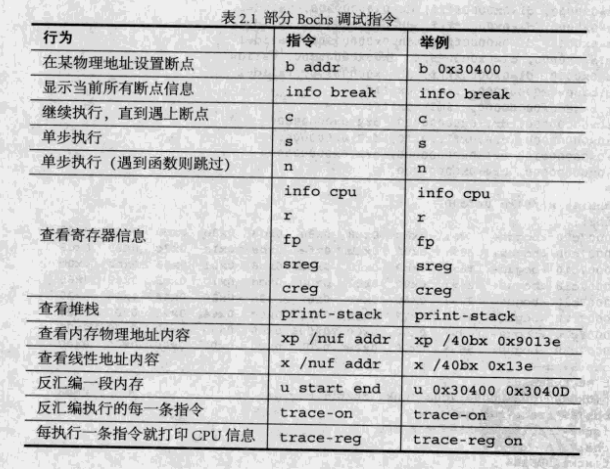 表 2.1 部分 Bochs 调试指令
行为 指令 举例
在某物理地址设置断点 b addr b 0x30400
显示当前所有断点信息 info break info break
继续执行，直到遇上断点 c c
单步执行 s s
单步执行（遇到函数则跳过） n n
info cpu info cpu
r r
查看寄存器信息 fp fp
sreg sreg
creg creg
查看堆栈 print-stack print-stack
查看内存物理地址内容 xp /nuf addr xp /40bx 0x9013e
查看线性地址内容 x /nuf addr x /40bx 0x13e
反汇编一段内存 u start end u 0x30400 0x3040D
反汇编执行的每一条指令 trace-on trace-on
每执行一条指令就打印 CPU 信息 trace-reg trace-reg on